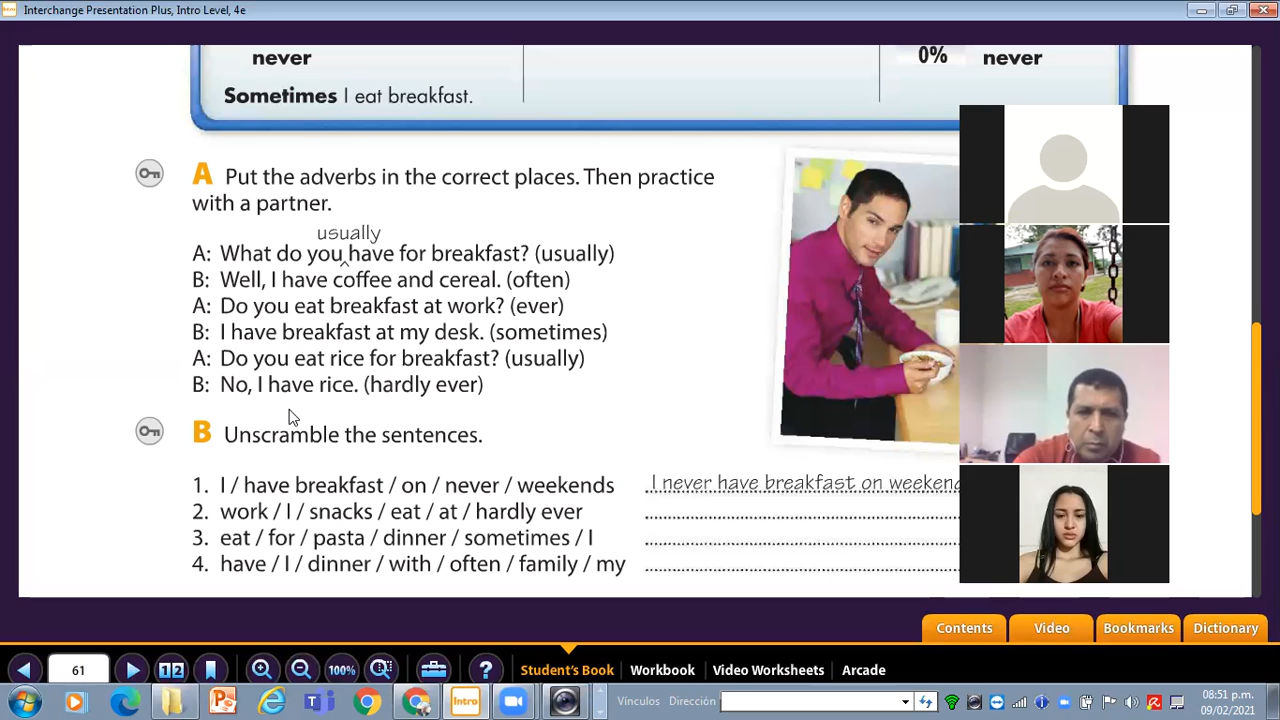 Interchange Presentation Plus, Intro Level, 4e
never
0% never
Sometimes I eat breakfast.
A Put the adverbs in the correct places. Then practice
with a partner.
usually
A: What do you ^ have for breakfast? (usually)
B: Well, I have coffee and cereal. (often)
A: Do you eat breakfast at work? (ever)
B: I have breakfast at my desk. (sometimes)
A: Do you eat rice for breakfast? (usually)
B: No, I have rice. (hardly ever)
B Unscramble the sentences.
1. I / have breakfast / on / never / weekends I never have breakfast on weekend
2. work / I / snacks / eat / at / hardly ever
3. eat / for / pasta / dinner / sometimes / I
4. have / I / dinner / with / often / family / my
Contents Video Bookmarks Dictionary
61 12 100% Student's Book Workbook Video Worksheets Arcade
Intro Vínculos Dirección 08:51 p.m.
09/02/2021